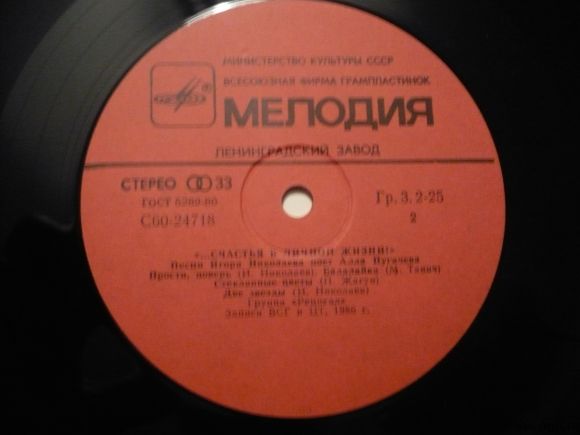 МИНИСТЕРСТВО КУЛЬТУРЫ СССР
ВСЕСОЮЗНАЯ ФИРМА ГРАМПЛАСТИНОК
МЕЛОДИЯ
ЛЕНИНГРАДСКИЙ ЗАВОД
СТЕРЕО 33
ГОСТ 5289-80
С60-24718
Гр. 3. 2-25
2
«...СЧАСТЬЯ В ЛИЧНОЙ ЖИЗНИ!»
Песни Игоря Николаева поет Алла Пугачева
Прости, поверь (И. Николаев). Балалайка (М. Танич)
Стеклянные цветы (П. Жагун)
Две звезды (И. Николаев)
Группа «Рецитал»
Записи ВСГ и ЦТ, 1986 г.